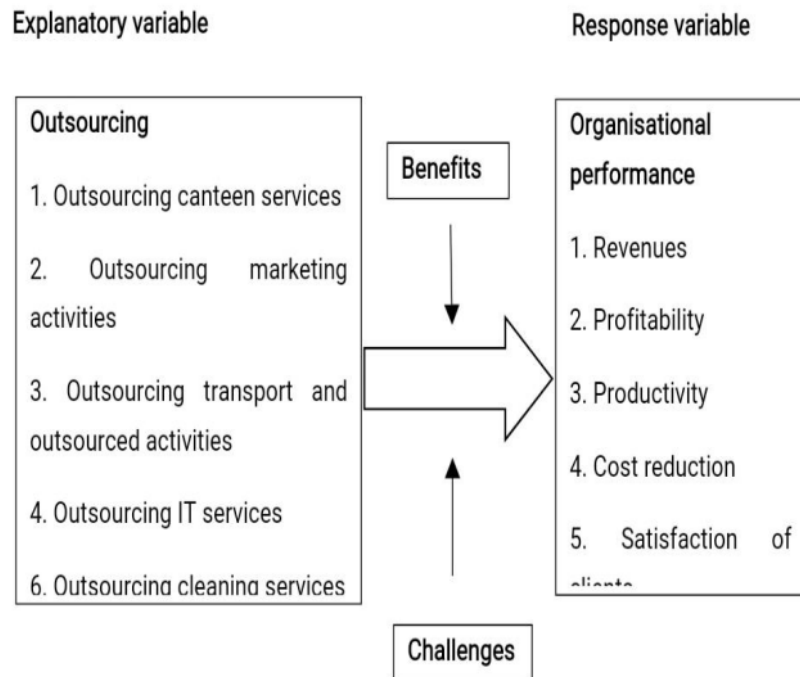 Explanatory variable
Response variable
Outsourcing
1. Outsourcing canteen services
2. Outsourcing marketing
activities
3. Outsourcing transport and
outsourced activities
4. Outsourcing IT services
6. Outsourcing cleaning services
Benefits
Challenges
Organisational
performance
1. Revenues
2. Profitability
3. Productivity
4. Cost reduction
5. Satisfaction of
clients